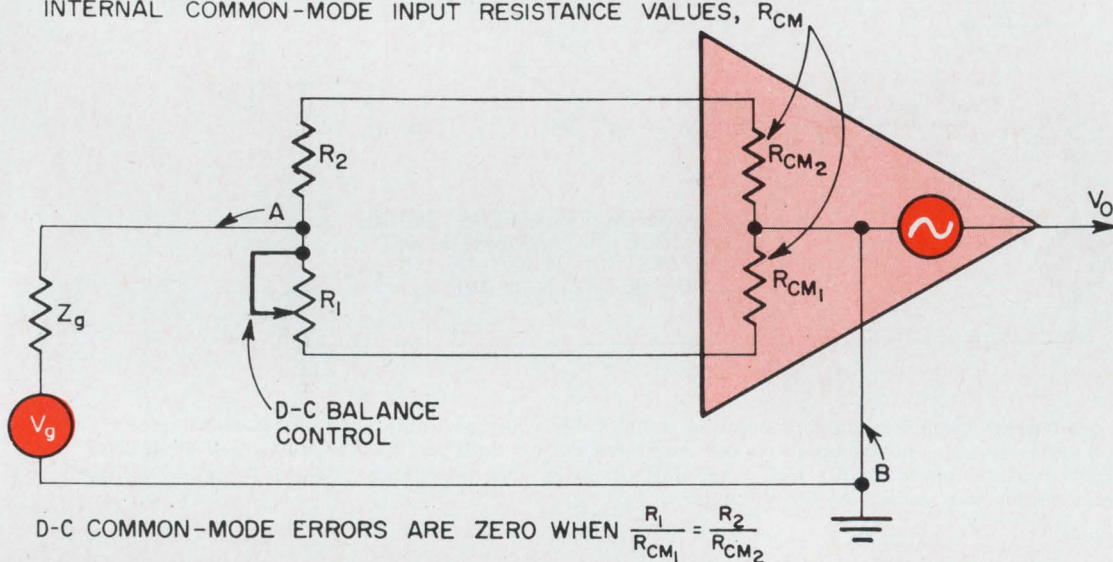 INTERNAL COMMON-MODE INPUT RESISTANCE VALUES, RCM
R2
RCM2
A
VO
Zg
R1
RCM1
D-C BALANCE
CONTROL
Vg
B
D-C COMMON-MODE ERRORS ARE ZERO WHEN R1/RCM1 = R2/RCM2